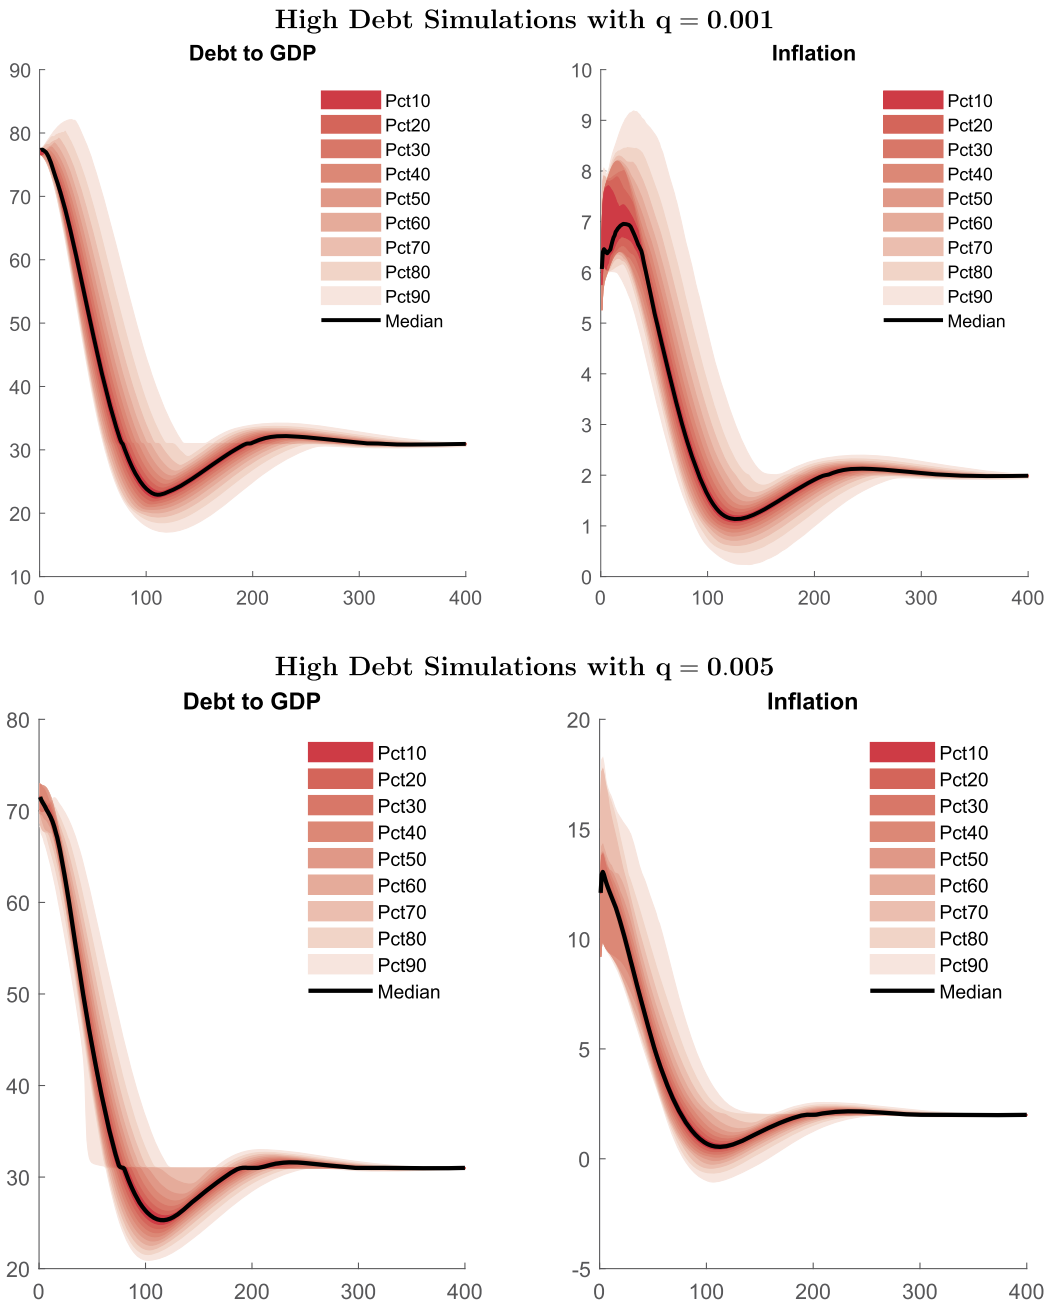 High Debt Simulations with q = 0.001
Debt to GDP
90
80
70
60
50
40
30
20
10
0
100
200
300
400
Pct10
Pct20
Pct30
Pct40
Pct50
Pct60
Pct70
Pct80
Pct90
Median
Inflation
10
9
8
7
6
5
4
3
2
1
0
0
100
200
300
400
Pct10
Pct20
Pct30
Pct40
Pct50
Pct60
Pct70
Pct80
Pct90
Median
High Debt Simulations with q = 0.005
Debt to GDP
80
70
60
50
40
30
20
0
100
200
300
400
Pct10
Pct20
Pct30
Pct40
Pct50
Pct60
Pct70
Pct80
Pct90
Median
Inflation
20
15
10
5
0
-5
0
100
200
300
400
Pct10
Pct20
Pct30
Pct40
Pct50
Pct60
Pct70
Pct80
Pct90
Median